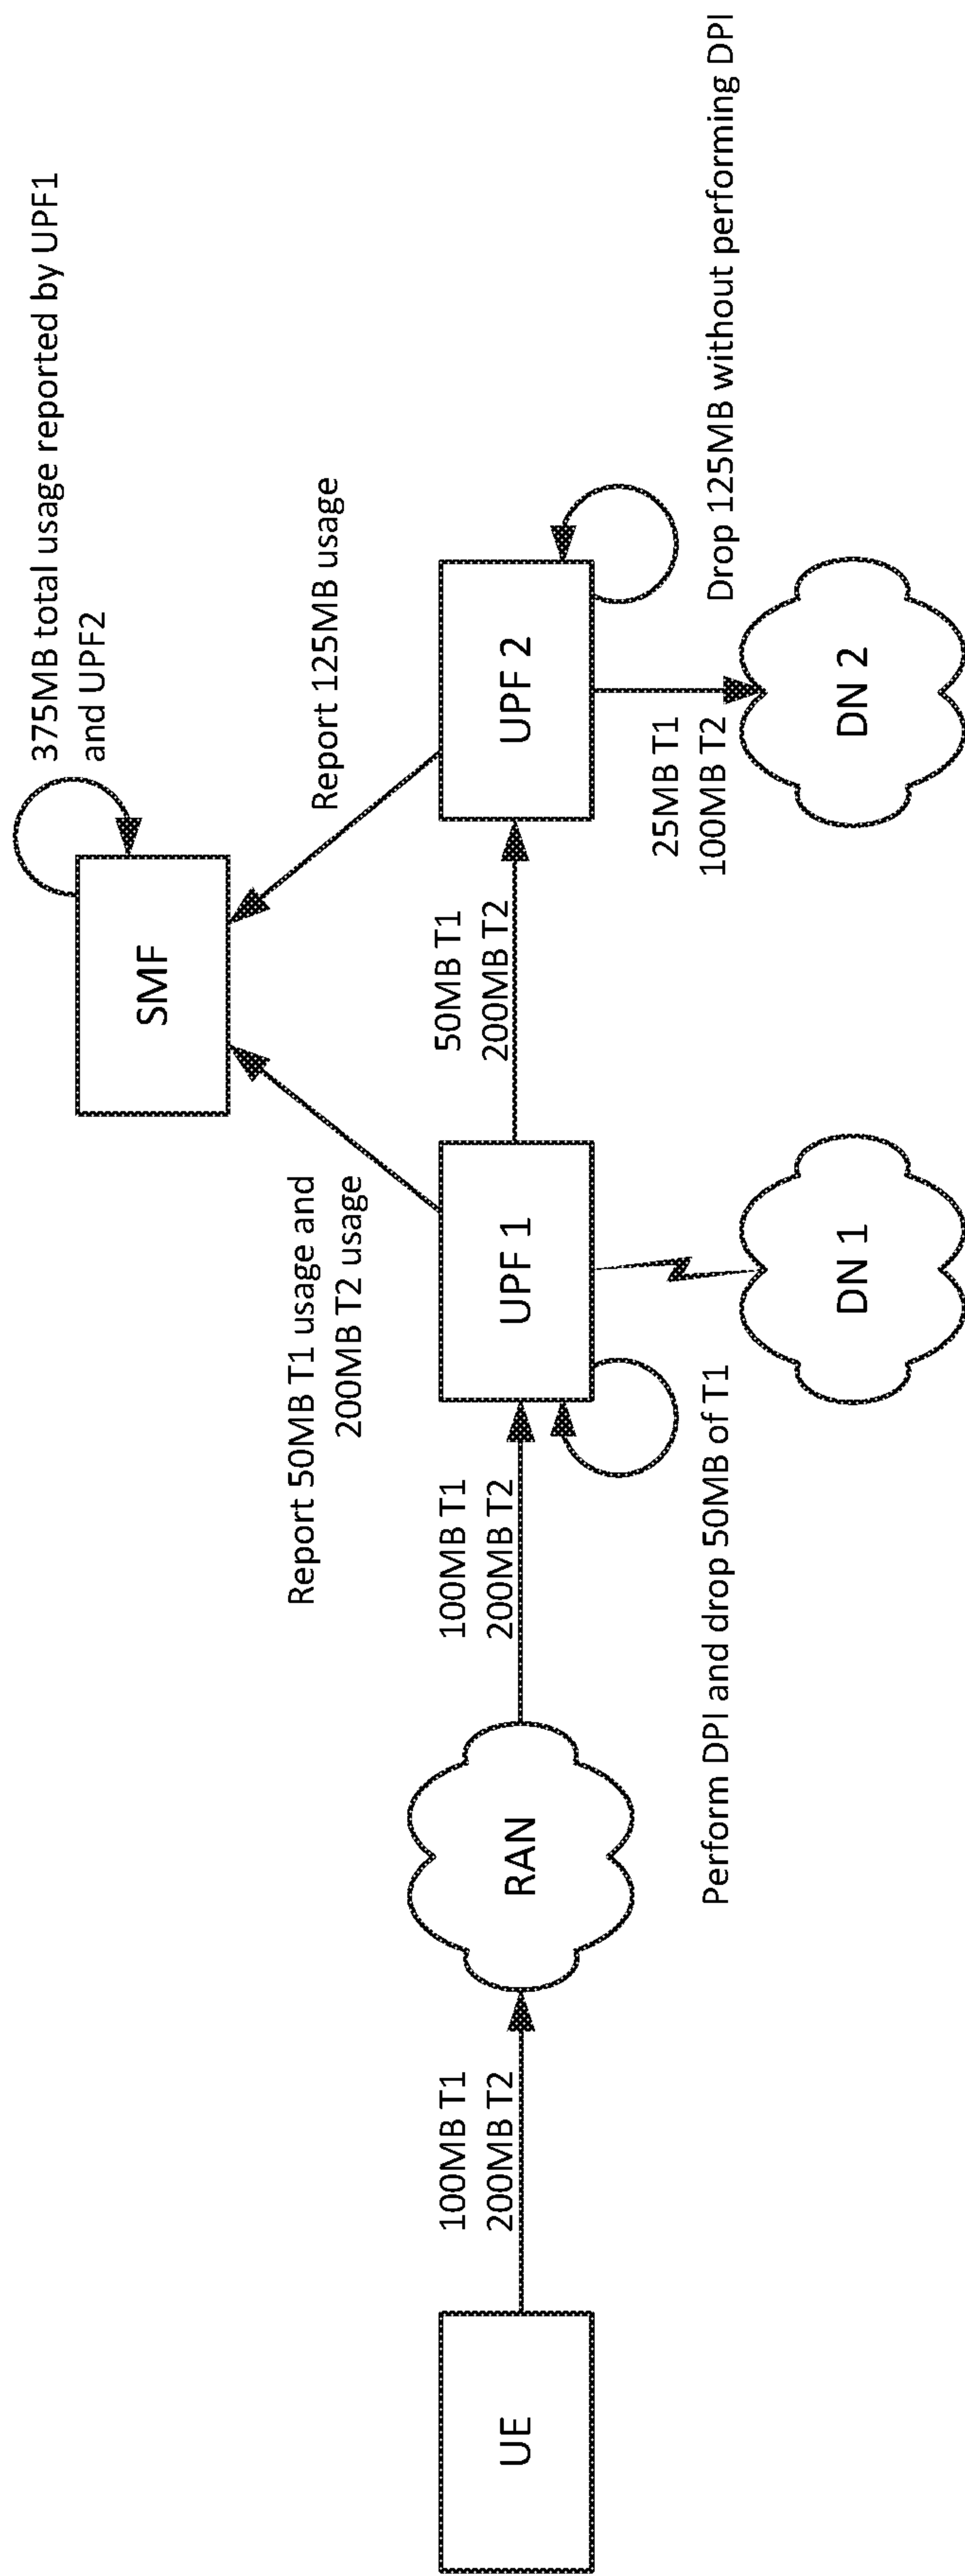 375MB total usage reported by UPF1
and UPF2
SMF
Report 125MB usage
Report 50MB T1 usage and
200MB T2 usage
UE
100MB T1
200MB T2
RAN
100MB T1
200MB T2
UPF 1
50MB T1
200MB T2
UPF 2
Perform DPI and drop 50MB of T1
25MB T1
100MB T2
Drop 125MB without performing DPI
DN 1
DN 2